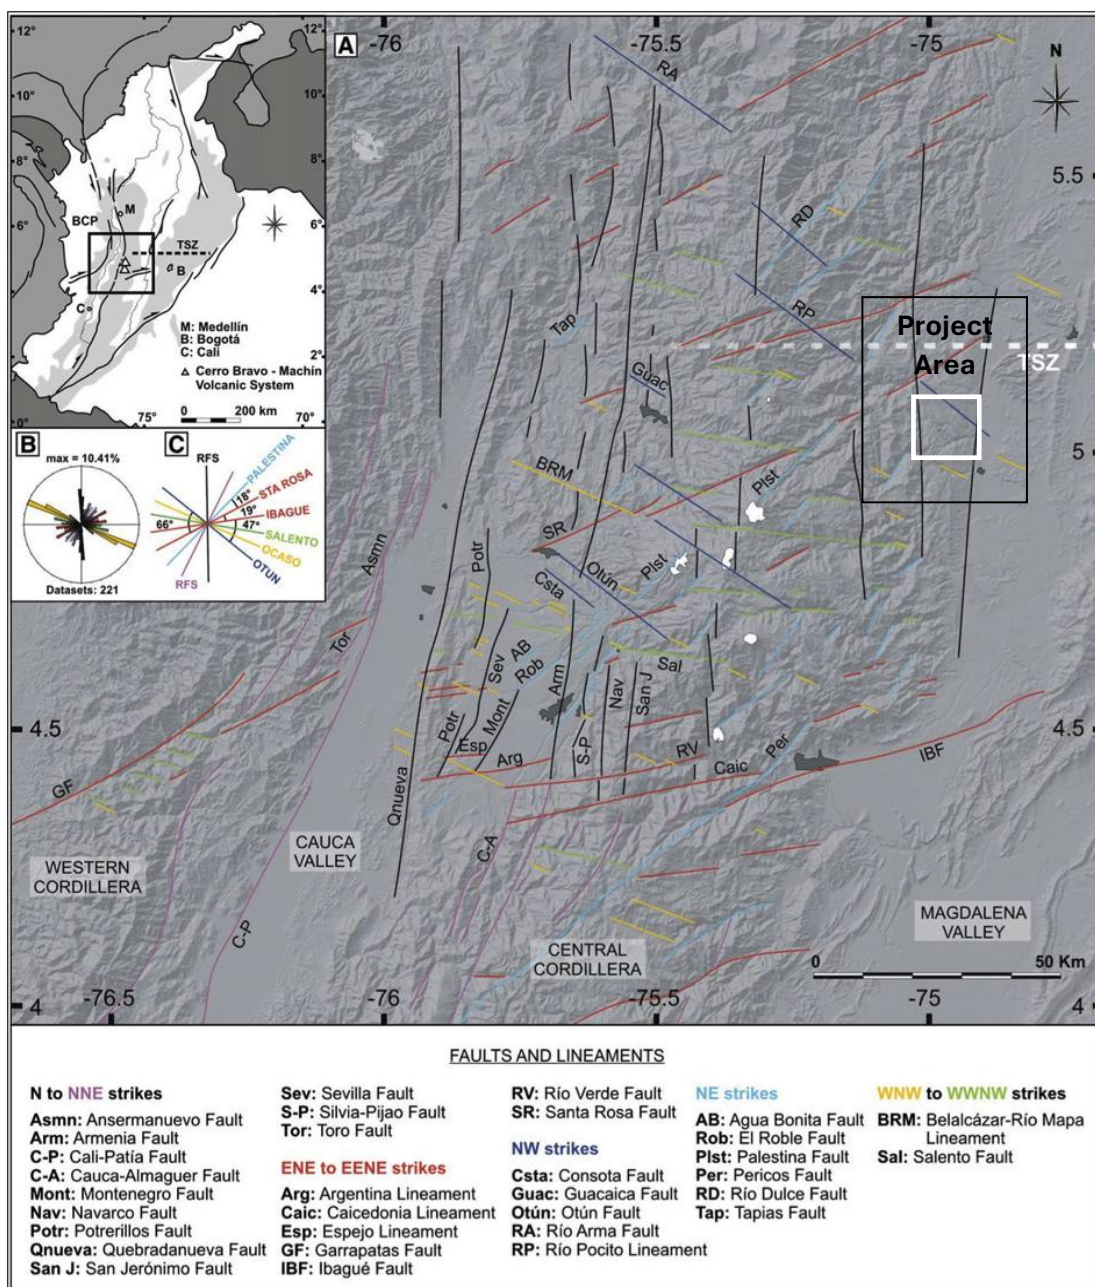 12°
12°
10°
10°
8°
8°
6°
6°
4°
4°
2°
2°
0°
0°
75°
70°
BCP
M
TSZ
B
C
M: Medellín
B: Bogotá
C: Cali
Cerro Bravo - Machín
Volcanic System
0 200 km
A
-76
-75.5
-75
N
5.5
5
4.5
4
RA
RD
RP
Tap
Guac
Project
Area
TSZ
B
max = 10.41%
Datasets: 221
C
RFS
PALESTINA
18°
STA ROSA
19°
IBAGUE
66°
47°
SALENTO
OCASO
OTUN
RFS
BRM
Plst
SR
Asmn
Potr
Csta
Otún
Plst
Tor
Sev
AB
Rob
Arm
Nav
San J
Sal
Potr
Mont
Esp
Arg
S-P
RV
Caic
Per
IBF
4.5
GF
Qnueva
C-A
C-P
WESTERN
CORDILLERA
CAUCA
VALLEY
CENTRAL
CORDILLERA
MAGDALENA
VALLEY
0 50 Km
4
-76.5
-76
-75.5
-75
FAULTS AND LINEAMENTS
N to NNE strikes
Asmn: Ansermanuevo Fault
Arm: Armenia Fault
C-P: Cali-Patía Fault
C-A: Cauca-Almaguer Fault
Mont: Montenegro Fault
Nav: Navarco Fault
Potr: Potrerillos Fault
Qnueva: Quebradanueva Fault
San J: San Jerónimo Fault
Sev: Sevilla Fault
S-P: Silvia-Pijao Fault
Tor: Toro Fault
ENE to EENE strikes
Arg: Argentina Lineament
Caic: Caicedonia Lineament
Esp: Espejo Lineament
GF: Garrapatas Fault
IBF: Ibagué Fault
RV: Río Verde Fault
SR: Santa Rosa Fault
NW strikes
Csta: Consota Fault
Guac: Guacaica Fault
Otún: Otún Fault
RA: Río Arma Fault
RP: Río Pocito Lineament
NE strikes
AB: Agua Bonita Fault
Rob: El Roble Fault
Plst: Palestina Fault
Per: Pericos Fault
RD: Río Dulce Fault
Tap: Tapias Fault
WNW to WWNW strikes
BRM: Belalcázar-Río Mapa
Lineament
Sal: Salento Fault